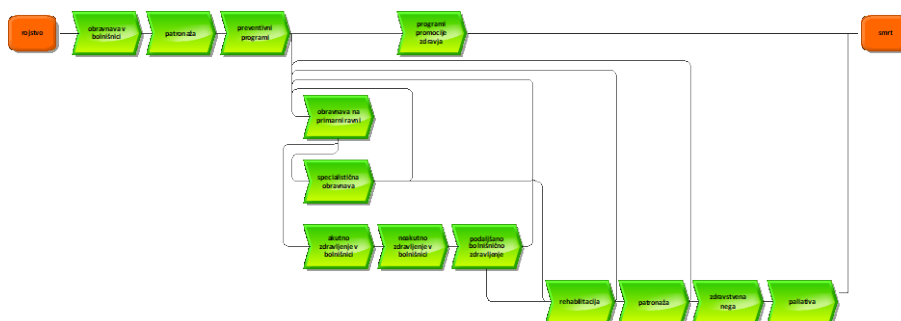 rojstvo
obravnava v
bolnišnici
patronaža
preventivni
programi
programi
promocije
zdravja
smrt
obravnava na
primarni ravni
specialistična
obravnava
akutno
zdravljenje v
bolnišnici
neakutno
zdravljenje v
bolnišnici
podaljšano
bolnišnično
zdravljenje
rehabilitacija
patronaža
zdravstvena
nega
paliativa